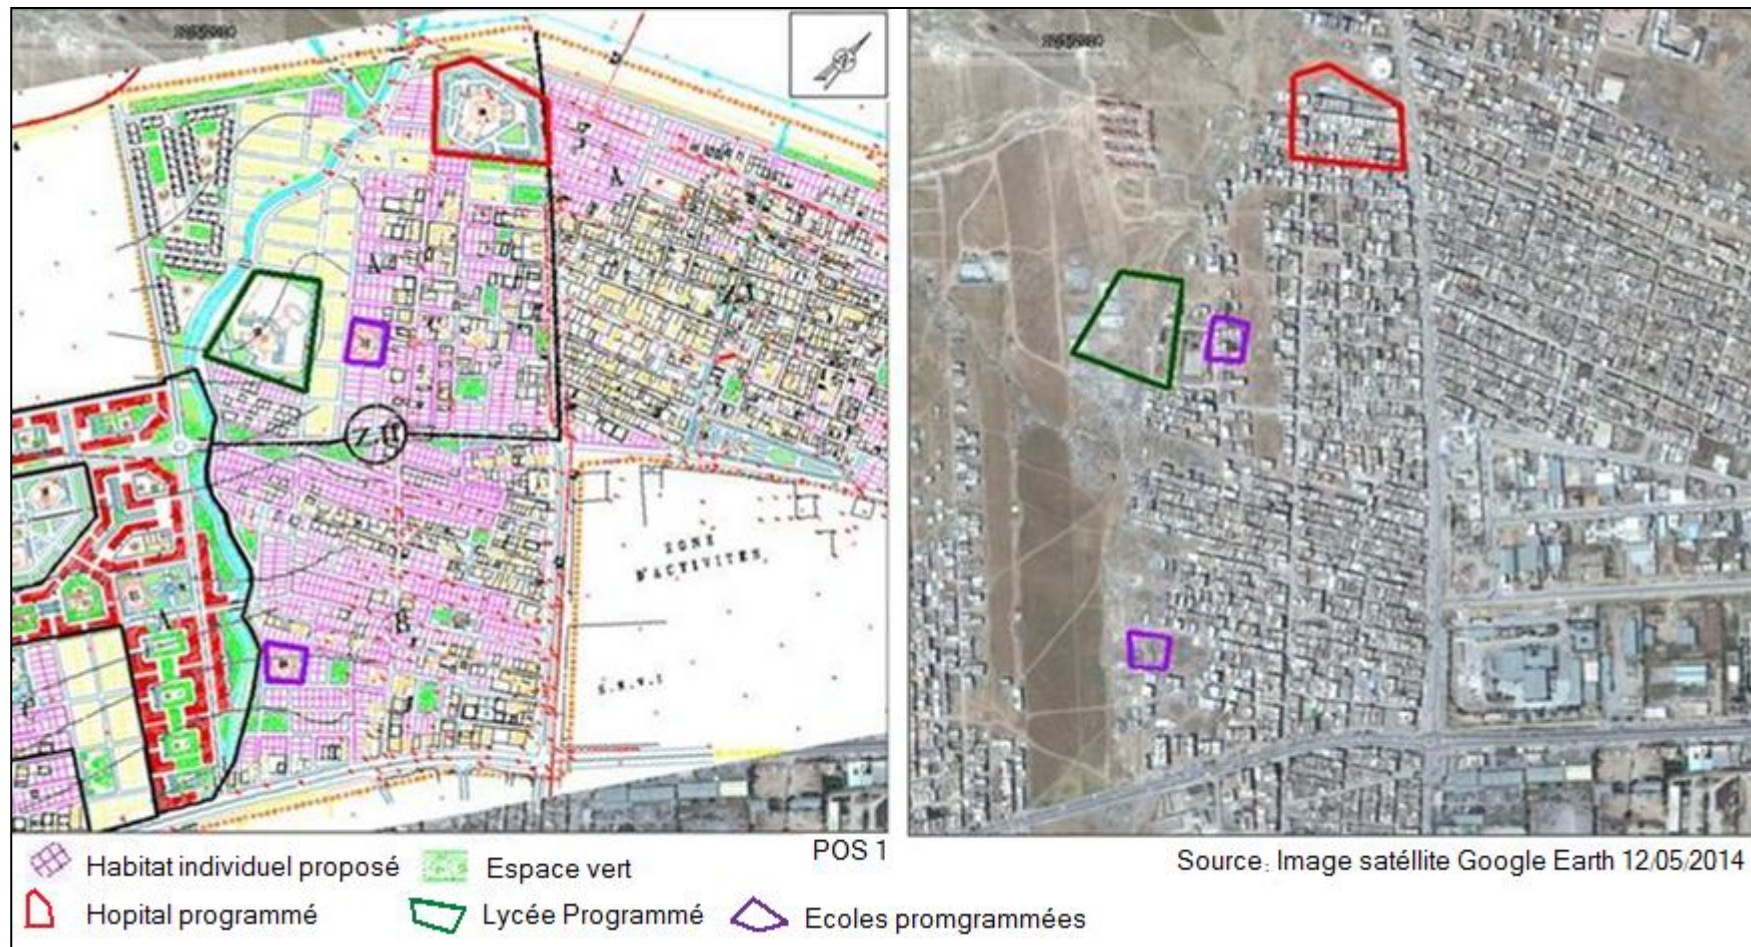 Z.II
A
A
B
ZONE
D'ACTIVITES
S.N.V.I
POS 1
Habitat individuel proposé
Espace vert
Source: Image satéllite Google Earth 12/05/2014
Hopital programmé
Lycée Programmé
Ecoles promgrammées